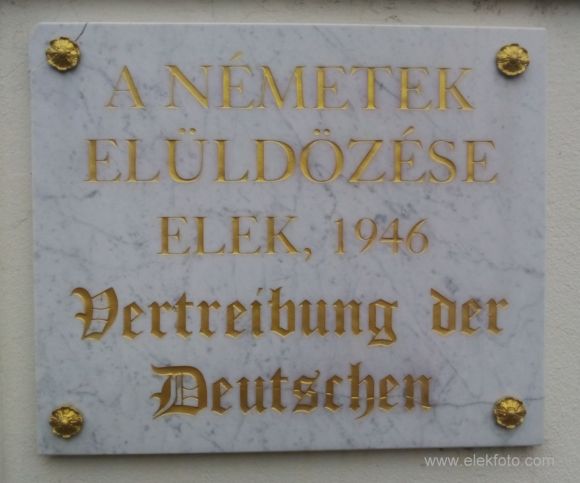 A NÉMETEK
ELÜLDÖZÉSE
ELEK, 1946
Vertreibung der
Deutschen
www.elekfoto.com